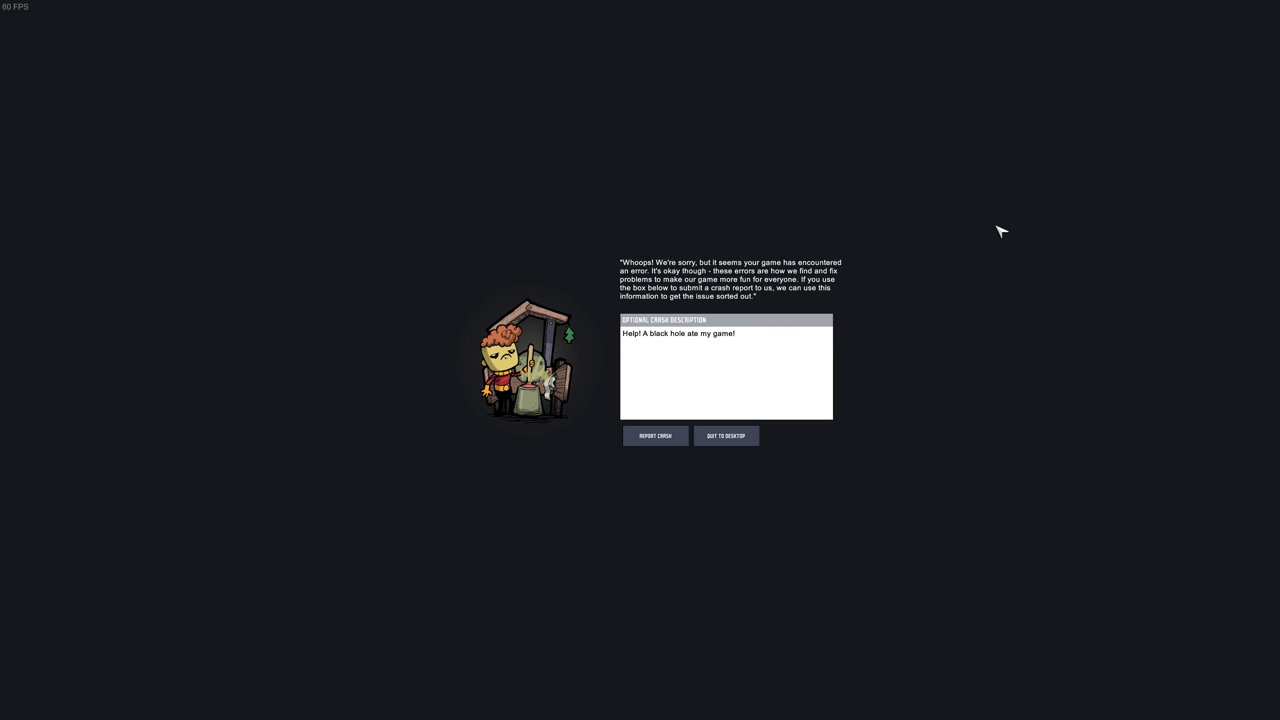 60 FPS
"Whoops! We're sorry, but it seems your game has encountered
an error. It's okay though - these errors are how we find and fix
problems to make our game more fun for everyone. If you use
the box below to submit a crash report to us, we can use this
information to get the issue sorted out."
OPTIONAL CRASH DESCRIPTION
Help! A black hole ate my game!
REPORT CRASH
QUIT TO DESKTOP